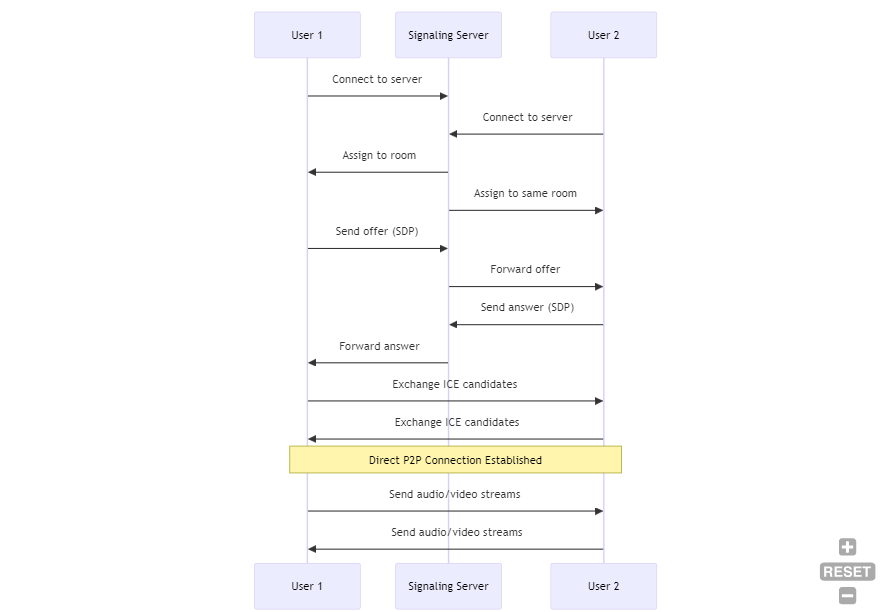 User 1
Signaling Server
User 2
Connect to server
Connect to server
Assign to room
Assign to same room
Send offer (SDP)
Forward offer
Send answer (SDP)
Forward answer
Exchange ICE candidates
Exchange ICE candidates
Direct P2P Connection Established
Send audio/video streams
Send audio/video streams
User 1
Signaling Server
User 2
RESET